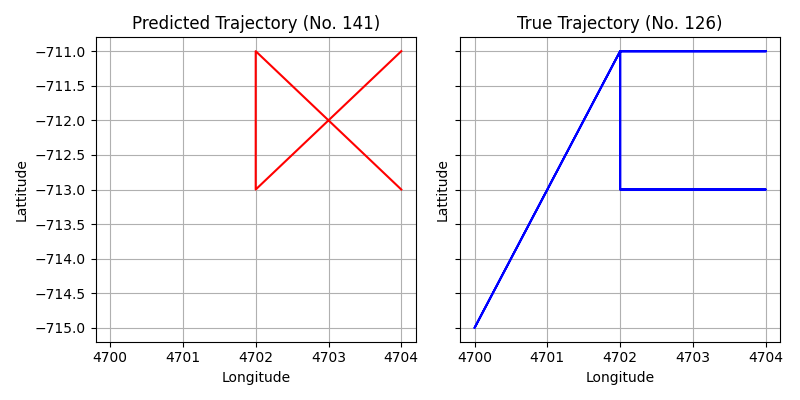 Predicted Trajectory (No. 141)
True Trajectory (No. 126)
Lattitude
−711.0
−711.5
−712.0
−712.5
−713.0
−713.5
−714.0
−714.5
−715.0
4700 4701 4702 4703 4704
Longitude
Lattitude
4700 4701 4702 4703 4704
Longitude